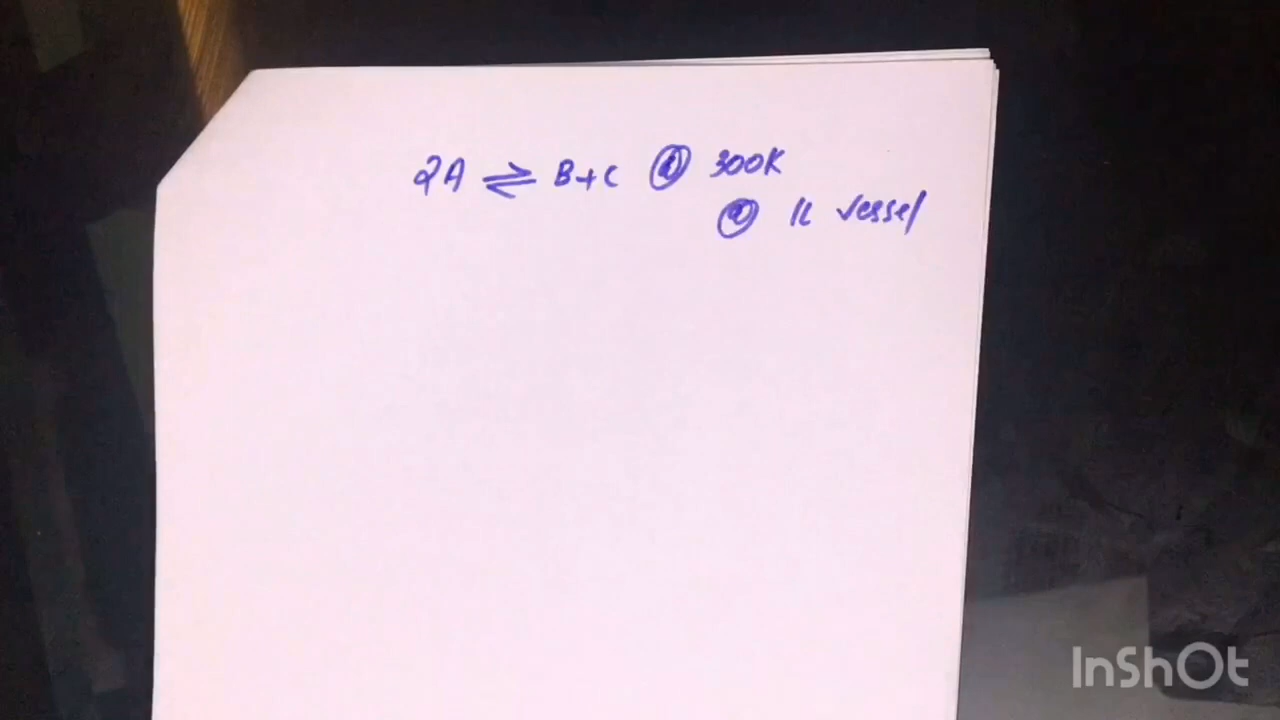 2A ⇌ B+C @ 300K
@ 1L vessel
InShOt